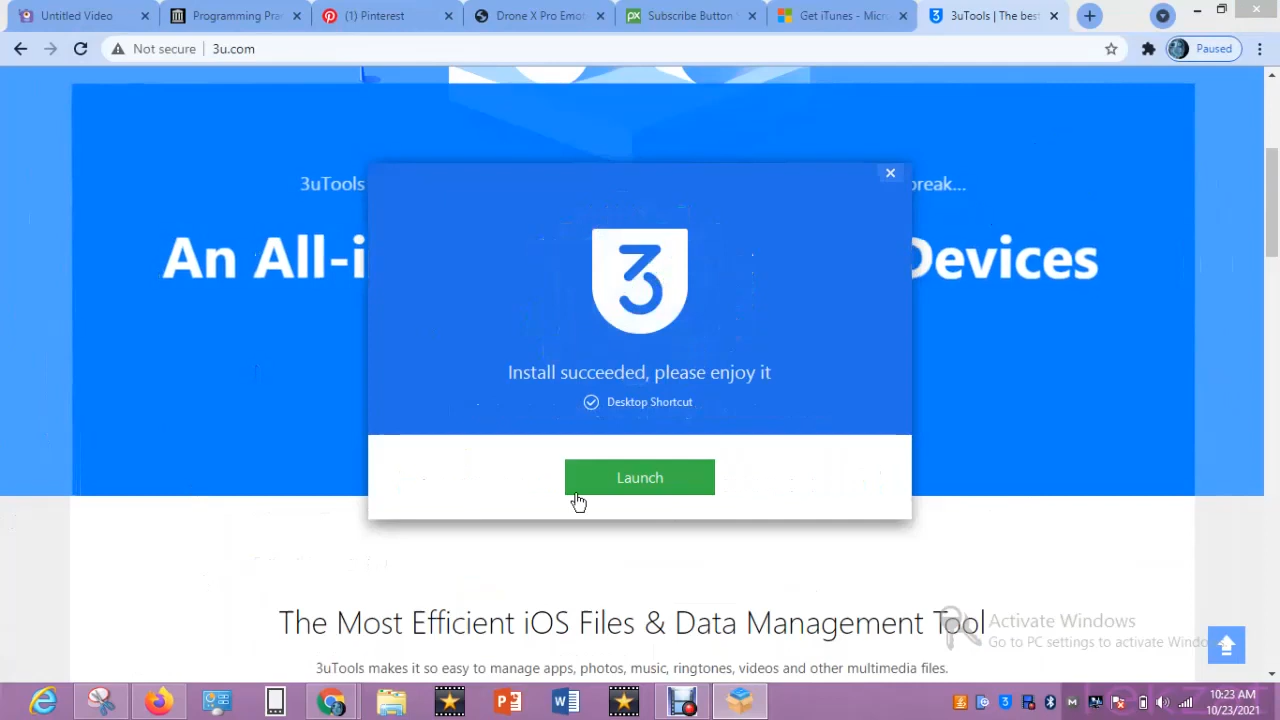 Untitled Video
Programming Pra
(1) Pinterest
Drone X Pro Emot
Subscribe Button
Get iTunes - Micro
3uTools | The bes
Not secure
3u.com
Paused
3uTools
break...
An All-i
Devices
3
Install succeeded, please enjoy it
Desktop Shortcut
Launch
The Most Efficient iOS Files & Data Management Tool
Activate Windows
Go to PC settings to activate Windo
3uTools makes it so easy to manage apps, photos, music, ringtones, videos and other multimedia files.
10:23 AM
10/23/2021